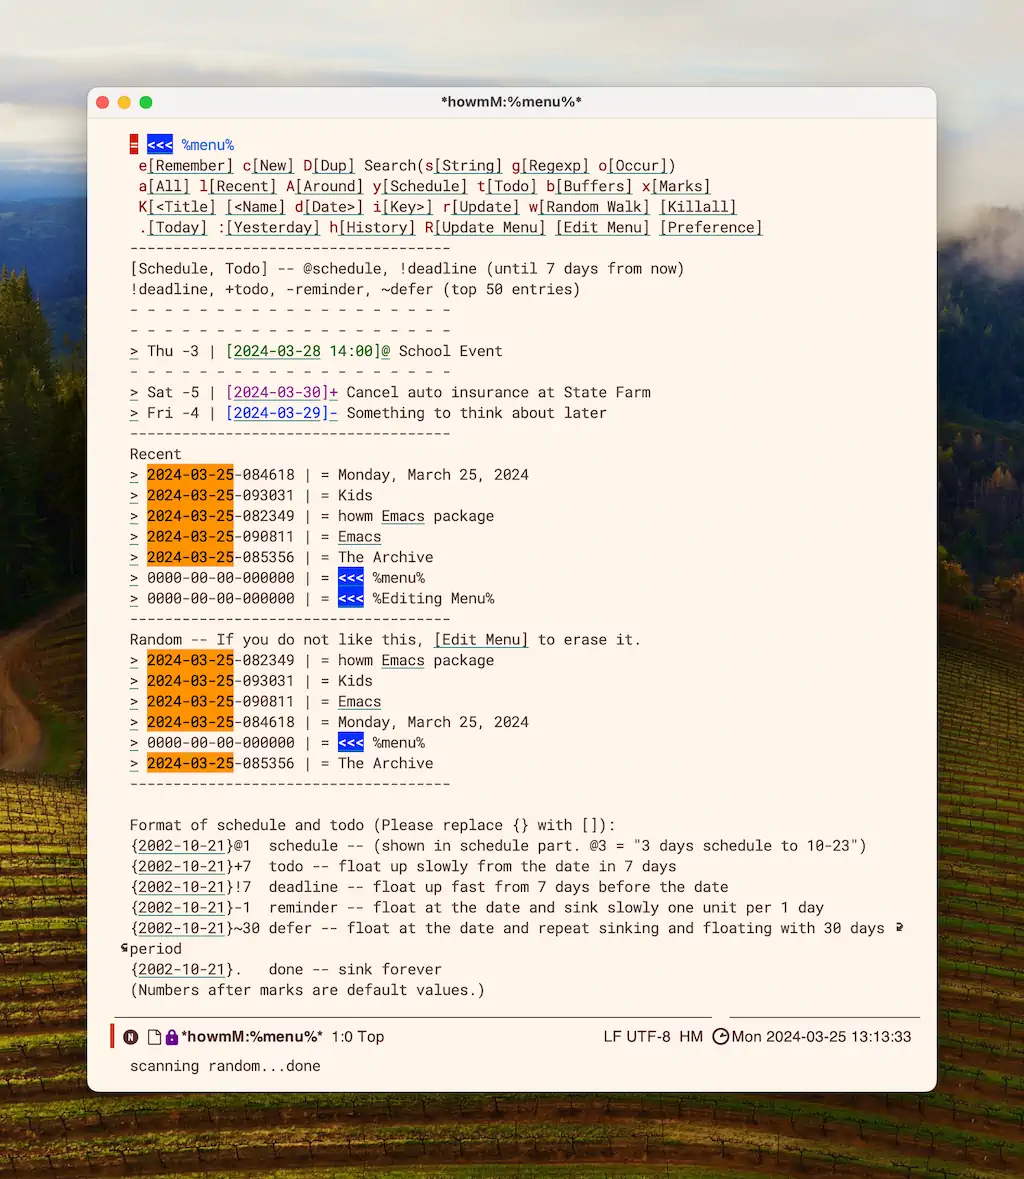 *howmM:%menu%*
= <<< %menu%
e[Remember] c[New] D[Dup] Search(s[String] g[Regexp] o[Occur])
a[All] l[Recent] A[Around] y[Schedule] t[Todo] b[Buffers] x[Marks]
K[<Title] [<Name] d[Date>] i[Key>] r[Update] w[Random Walk] [Killall]
.[Today] :[Yesterday] h[History] R[Update Menu] [Edit Menu] [Preference]
-------------------------------------
[Schedule, Todo] -- @schedule, !deadline (until 7 days from now)
!deadline, +todo, -reminder, ~defer (top 50 entries)
- - - - - - - - - - - - - - - - - - -
- - - - - - - - - - - - - - - - - - -
> Thu -3 | [2024-03-28 14:00]@ School Event
- - - - - - - - - - - - - - - - - - -
> Sat -5 | [2024-03-30]+ Cancel auto insurance at State Farm
> Fri -4 | [2024-03-29]- Something to think about later
-------------------------------------
Recent
> 2024-03-25-084618 | = Monday, March 25, 2024
> 2024-03-25-093031 | = Kids
> 2024-03-25-082349 | = howm Emacs package
> 2024-03-25-090811 | = Emacs
> 2024-03-25-085356 | = The Archive
> 0000-00-00-000000 | = <<< %menu%
> 0000-00-00-000000 | = <<< %Editing Menu%
-------------------------------------
Random -- If you do not like this, [Edit Menu] to erase it.
> 2024-03-25-082349 | = howm Emacs package
> 2024-03-25-093031 | = Kids
> 2024-03-25-090811 | = Emacs
> 2024-03-25-084618 | = Monday, March 25, 2024
> 0000-00-00-000000 | = <<< %menu%
> 2024-03-25-085356 | = The Archive
-------------------------------------
Format of schedule and todo (Please replace {} with []):
{2002-10-21}@1  schedule -- (shown in schedule part. @3 = "3 days schedule to 10-23")
{2002-10-21}+7  todo -- float up slowly from the date in 7 days
{2002-10-21}!7  deadline -- float up fast from 7 days before the date
{2002-10-21}-1  reminder -- float at the date and sink slowly one unit per 1 day
{2002-10-21}~30 defer -- float at the date and repeat sinking and floating with 30 days
period
{2002-10-21}.   done -- sink forever
(Numbers after marks are default values.)
N *howmM:%menu%* 1:0 Top LF UTF-8 HM Mon 2024-03-25 13:13:33
scanning random...done